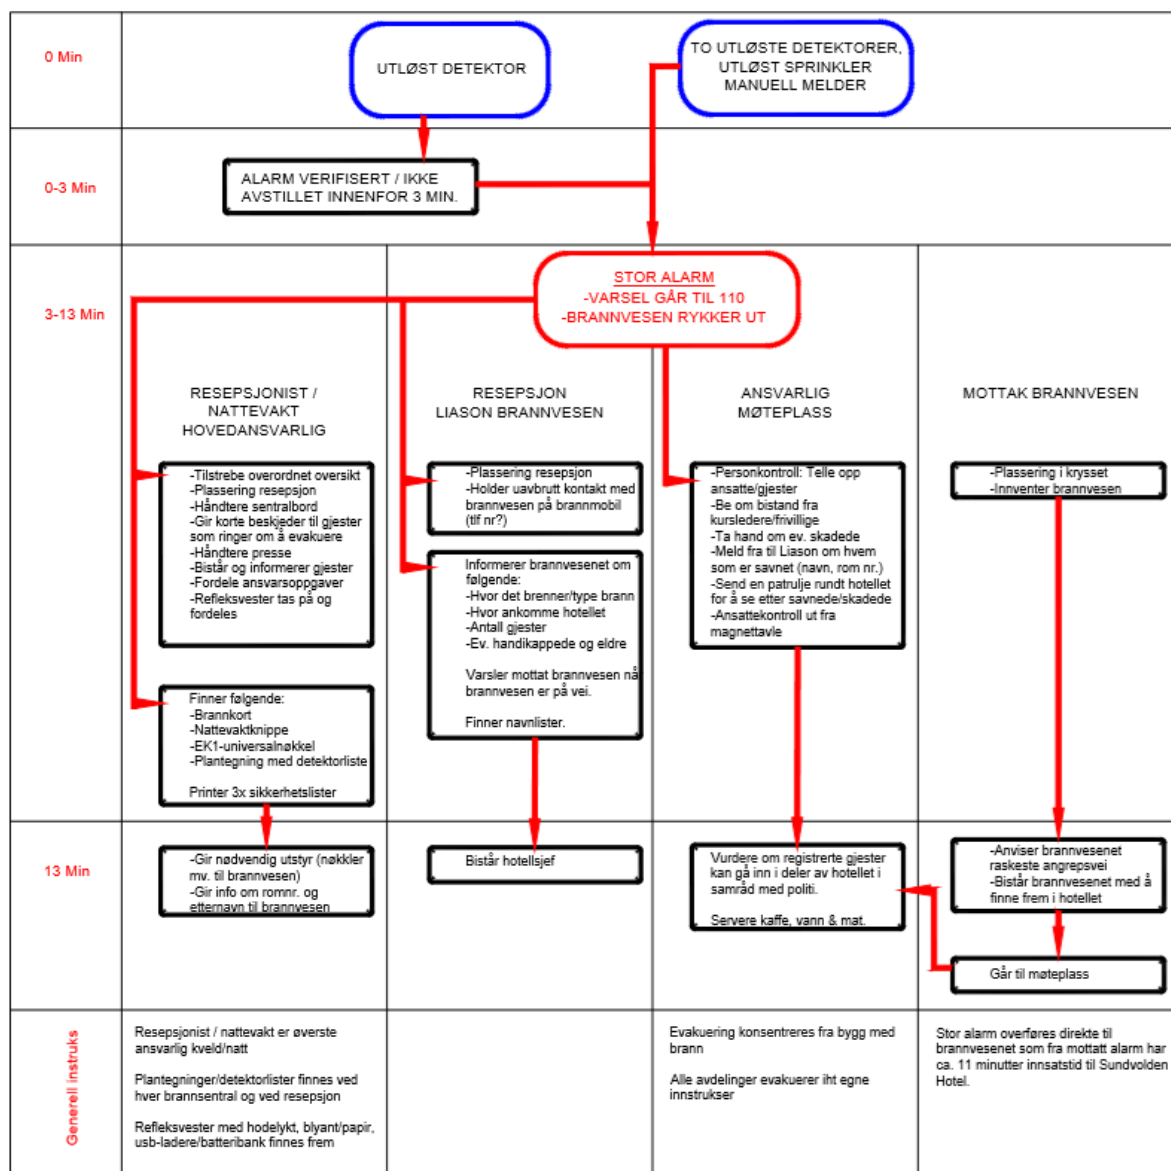 0 Min
UTLØST DETEKTOR
TO UTLØSTE DETEKTORER,
UTLØST SPRINKLER
MANUELL MELDER
0-3 Min
ALARM VERIFISERT / IKKE
AVSTILLET INNENFOR 3 MIN.
3-13 Min
STOR ALARM
-VARSEL GÅR TIL 110
-BRANNVESEN RYKKER UT
RESEPSJONIST /
NATTEVAKT
HOVEDANSVARLIG
-Tilstrebe overordnet oversikt
-Plassering resepsjon
-Håndtere sentralbord
-Gir korte beskjeder til gjester
som ringer om å evakuere
-Håndtere presse
-Bistår og informerer gjester
-Fordele ansvarsoppgaver
-Refleksvester tas på og
fordeles
Finner følgende:
-Brannkort
-Nattevaktknippe
-EK1-universalnøkkel
-Plantegning med detektorliste
Printer 3x sikkerhetslister
RESEPSJON
LIASON BRANNVESEN
-Plassering resepsjon
-Holder uavbrutt kontakt med
brannvesen på brannmobil
(tlf nr?)
Informerer brannvesenet om
følgende:
-Hvor det brenner/type brann
-Hvor ankomme hotellet
-Antall gjester
-Ev. handikappede og eldre
Varsler mottat brannvesen nå
brannvesen er på vei.
Finner navnlister.
ANSVARLIG
MØTEPLASS
-Personkontroll: Telle opp
ansatte/gjester
-Be om bistand fra
kursledere/frivillige
-Ta hand om ev. skadede
-Meld fra til Liason om hvem
som er savnet (navn, rom nr.)
-Send en patrulje rundt hotellet
for å se etter savnede/skadede
-Ansattekontroll ut fra
magnettavle
MOTTAK BRANNVESEN
-Plassering i krysset
-Innventer brannvesen
13 Min
-Gir nødvendig utstyr (nøkkler
mv. til brannvesen)
-Gir info om romnr. og
etternavn til brannvesen
Bistår hotellsjef
Vurdere om registrerte gjester
kan gå inn i deler av hotellet i
samråd med politi.
Servere kaffe, vann & mat.
-Anviser brannvesenet
raskeste angrepsvei
-Bistår brannvesenet med å
finne frem i hotellet
Går til møteplass
Generell instruks
Resepsjonist / nattevakt er øverste
ansvarlig kveld/natt
Plantegninger/detektorlister finnes ved
hver brannsentral og ved resepsjon
Refleksvester med hodelykt, blyant/papir,
usb-ladere/batteribank finnes frem
Evakuering konsentreres fra bygg med
brann
Alle avdelinger evakuerer iht egne
innstrukser
Stor alarm overføres direkte til
brannvesenet som fra mottatt alarm har
ca. 11 minutter innsatstid til Sundvolden
Hotel.